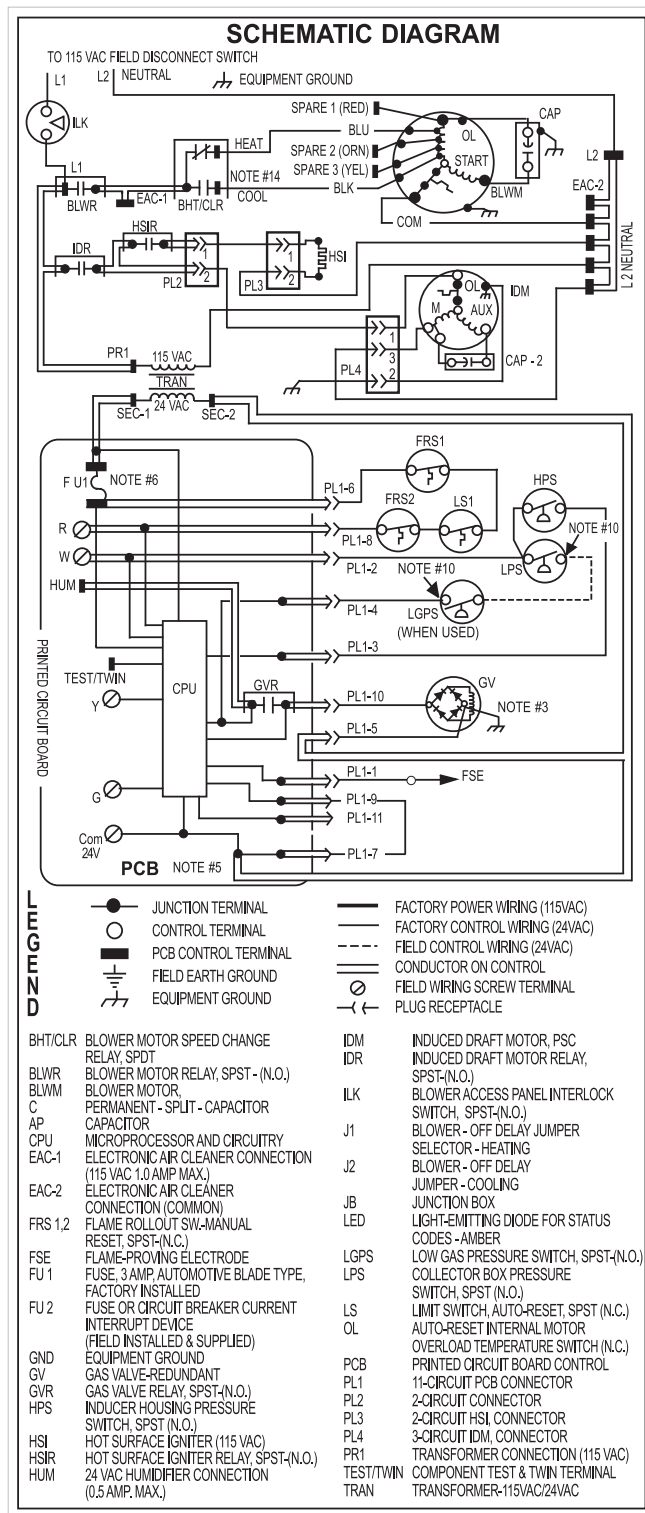 SCHEMATIC DIAGRAM
TO 115 VAC FIELD DISCONNECT SWITCH
L1
L2
NEUTRAL
EQUIPMENT GROUND
ILK
SPARE 1 (RED)
BLU
OL
CAP
HEAT
SPARE 2 (ORN)
NOTE #14
SPARE 3 (YEL)
START
L2
L1
BLWR
EAC-1
BHT/CLR
COOL
BLK
BLWM
EAC-2
COM
HSIR
IDR
1
2
PL2
1
2
PL3
HSI
L2 NEUTRAL
OL
IDM
M
AUX
PR1
115 VAC
TRAN
24 VAC
SEC-1
SEC-2
1
3
2
PL4
CAP - 2
F U1
NOTE #6
FRS1
PL1-6
HPS
FRS2
LS1
R
PL1-8
NOTE #10
W
PL1-2
LPS
NOTE #10
HUM
PL1-4
LGPS
(WHEN USED)
PRINTED CIRCUIT BOARD
PL1-3
TEST/TWIN
CPU
GVR
GV
Y
PL1-10
NOTE #3
PL1-5
PL1-1
FSE
G
PL1-9
PL1-11
Com
24V
PCB
NOTE #5
PL1-7
LEGEND
JUNCTION TERMINAL
CONTROL TERMINAL
PCB CONTROL TERMINAL
FIELD EARTH GROUND
EQUIPMENT GROUND
FACTORY POWER WIRING (115VAC)
FACTORY CONTROL WIRING (24VAC)
FIELD CONTROL WIRING (24VAC)
CONDUCTOR ON CONTROL
FIELD WIRING SCREW TERMINAL
PLUG RECEPTACLE
BHT/CLR BLOWER MOTOR SPEED CHANGE
RELAY, SPDT
BLWR BLOWER MOTOR RELAY, SPST - (N.O.)
BLWM BLOWER MOTOR,
C PERMANENT - SPLIT - CAPACITOR
AP CAPACITOR
CPU MICROPROCESSOR AND CIRCUITRY
EAC-1 ELECTRONIC AIR CLEANER CONNECTION
(115 VAC 1.0 AMP MAX.)
EAC-2 ELECTRONIC AIR CLEANER
CONNECTION (COMMON)
FRS 1,2 FLAME ROLLOUT SW.-MANUAL
RESET, SPST-(N.C.)
FSE FLAME-PROVING ELECTRODE
FU 1 FUSE, 3 AMP, AUTOMOTIVE BLADE TYPE,
FACTORY INSTALLED
FU 2 FUSE OR CIRCUIT BREAKER CURRENT
INTERRUPT DEVICE
(FIELD INSTALLED & SUPPLIED)
GND EQUIPMENT GROUND
GV GAS VALVE-REDUNDANT
GVR GAS VALVE RELAY, SPST-(N.O.)
HPS INDUCER HOUSING PRESSURE
SWITCH, SPST (N.O.)
HSI HOT SURFACE IGNITER (115 VAC)
HSIR HOT SURFACE IGNITER RELAY, SPST-(N.O.)
HUM 24 VAC HUMIDIFIER CONNECTION
(0.5 AMP. MAX.)
IDM INDUCED DRAFT MOTOR, PSC
IDR INDUCED DRAFT MOTOR RELAY,
SPST-(N.O.)
ILK BLOWER ACCESS PANEL INTERLOCK
SWITCH, SPST-(N.O.)
J1 BLOWER - OFF DELAY JUMPER
SELECTOR - HEATING
J2 BLOWER - OFF DELAY
JUMPER - COOLING
JB JUNCTION BOX
LED LIGHT-EMITTING DIODE FOR STATUS
CODES - AMBER
LGPS LOW GAS PRESSURE SWITCH, SPST-(N.O.)
LPS COLLECTOR BOX PRESSURE
SWITCH, SPST (N.O.)
LS LIMIT SWITCH, AUTO-RESET, SPST (N.C.)
OL AUTO-RESET INTERNAL MOTOR
OVERLOAD TEMPERATURE SWITCH (N.C.)
PCB PRINTED CIRCUIT BOARD CONTROL
PL1 11-CIRCUIT PCB CONNECTOR
PL2 2-CIRCUIT CONNECTOR
PL3 2-CIRCUIT HSI, CONNECTOR
PL4 3-CIRCUIT IDM, CONNECTOR
PR1 TRANSFORMER CONNECTION (115 VAC)
TEST/TWIN COMPONENT TEST & TWIN TERMINAL
TRAN TRANSFORMER-115VAC/24VAC